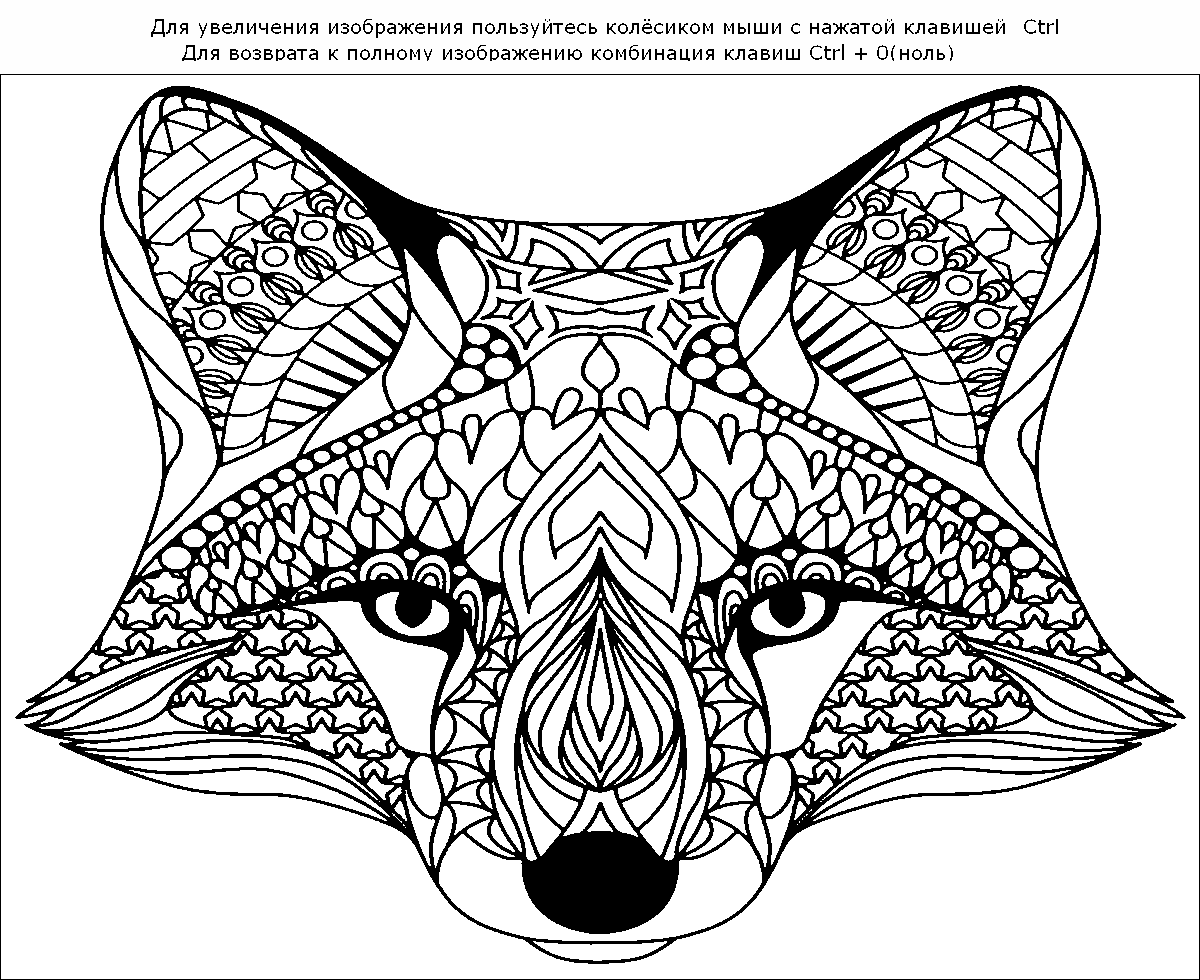 Для увеличения изображения пользуйтесь колёсиком мыши с нажатой клавишей Ctrl
Для возврата к полному изображению комбинация клавиш Ctrl + 0(ноль)